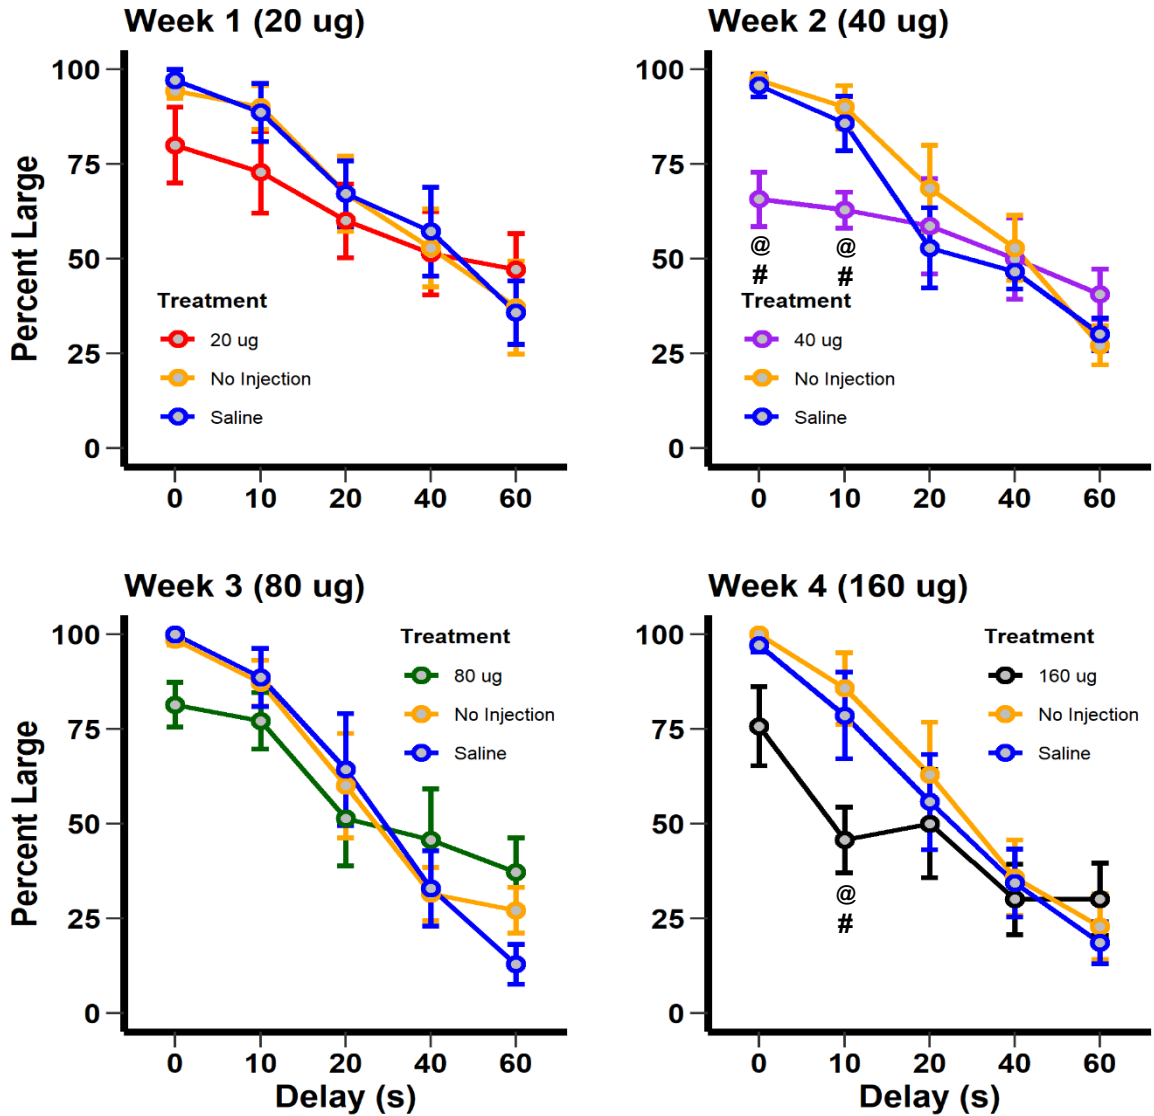 Week 1 (20 ug)
Percent Large
100
75
50
25
0
Treatment
20 ug
No Injection
Saline
0 10 20 40 60
Week 2 (40 ug)
100
75
50
25
0
@ @
# #
Treatment
40 ug
No Injection
Saline
0 10 20 40 60
Week 3 (80 ug)
Percent Large
100
75
50
25
0
Treatment
80 ug
No Injection
Saline
0 10 20 40 60
Delay (s)
Week 4 (160 ug)
100
75
50
25
0
Treatment
160 ug
No Injection
Saline
@
#
0 10 20 40 60
Delay (s)